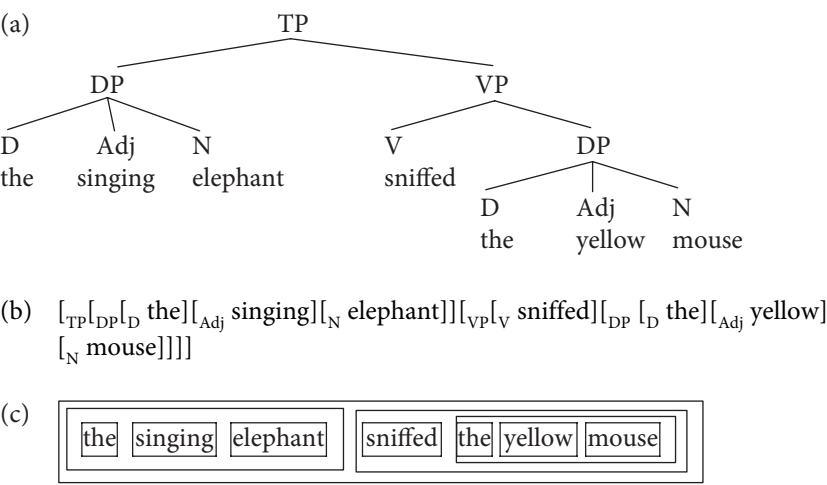 (a) TP
DP VP
D Adj N V DP
the singing elephant sniffed
D Adj N
the yellow mouse
(b) [TP[DP[D the][Adj singing][N elephant]][VP[V sniffed][DP [D the][Adj yellow]
[N mouse]]]]
(c) the singing elephant sniffed the yellow mouse